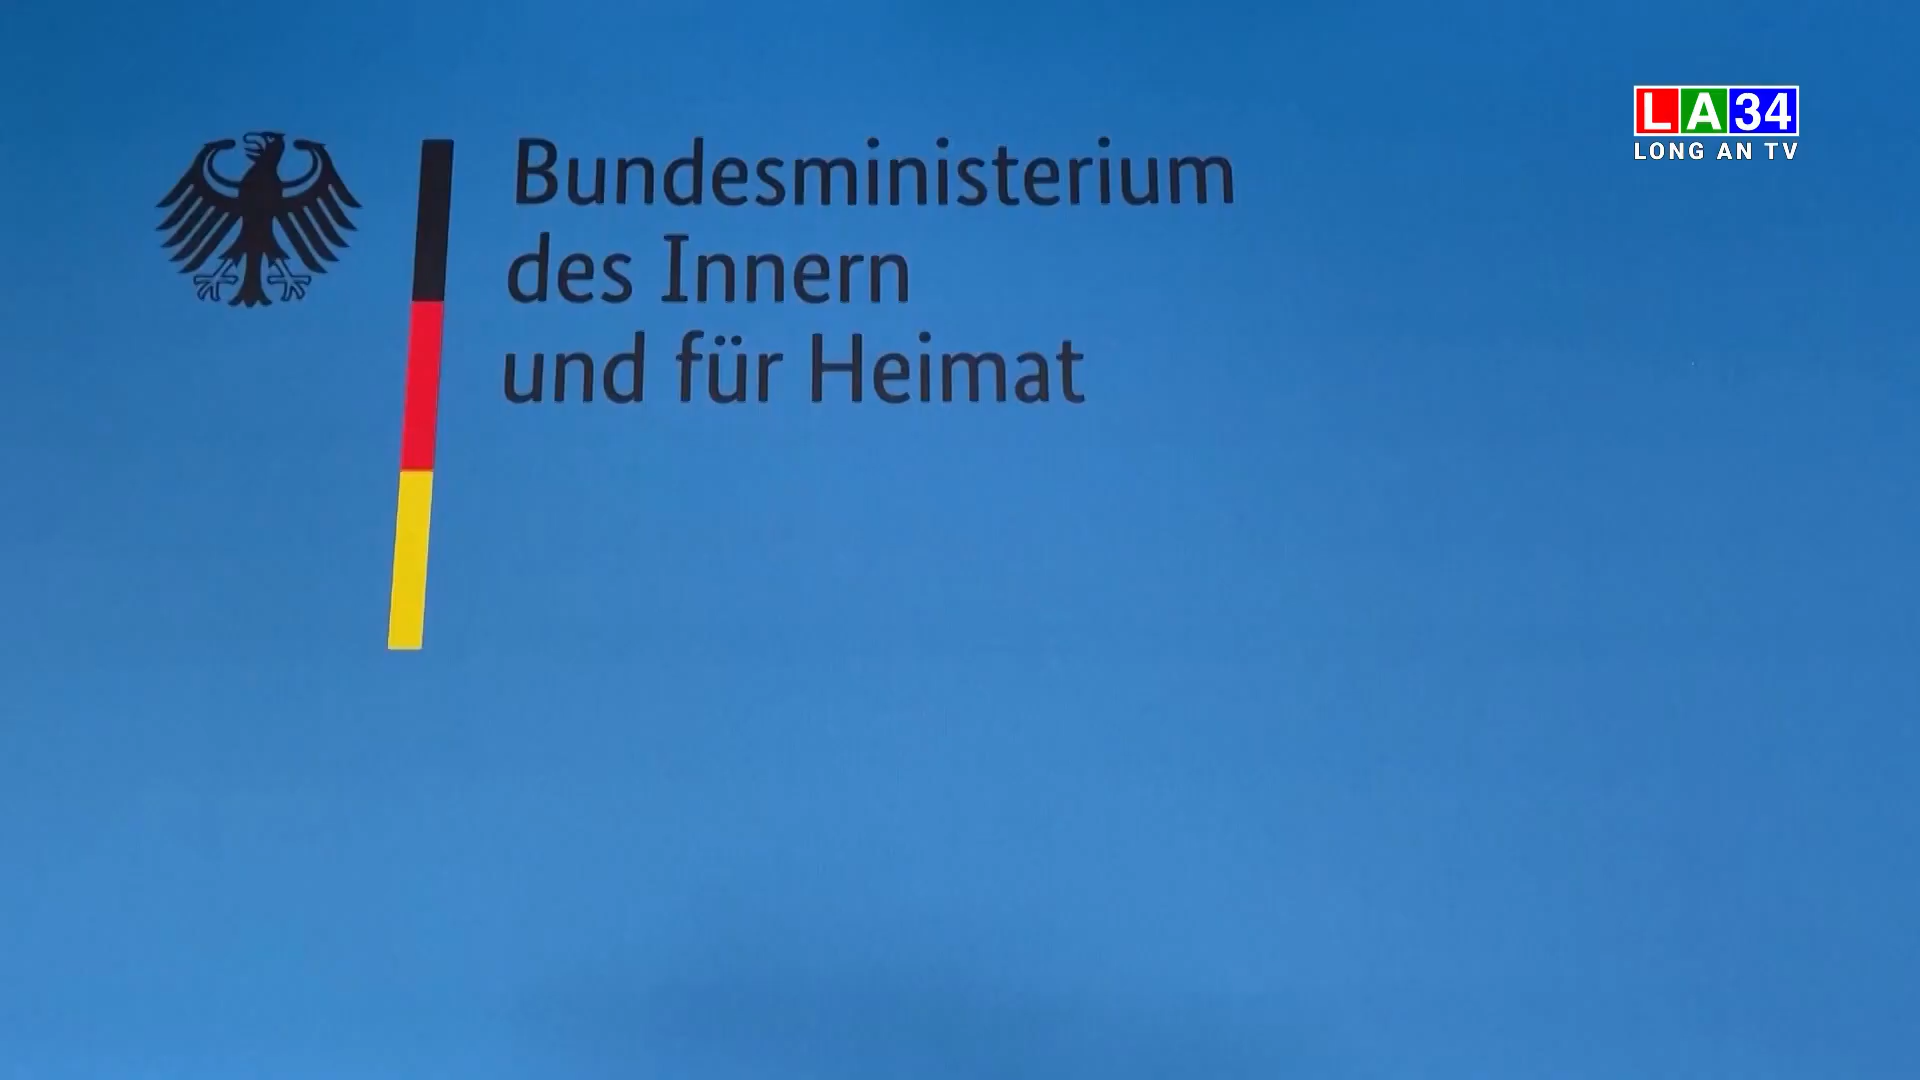 Bundesministerium
des Innern
und für Heimat
LA34
LONG AN TV